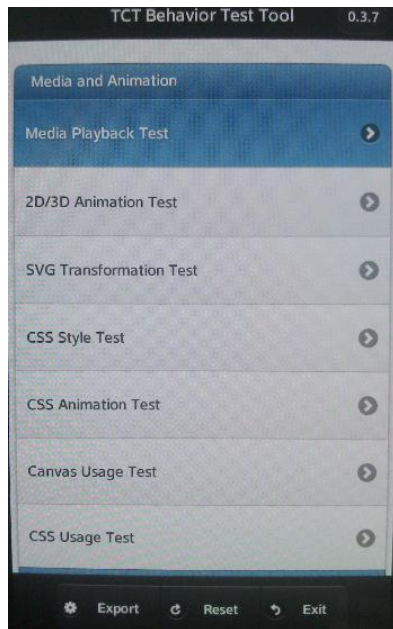 TCT Behavior Test Tool 0.3.7
Media and Animation
Media Playback Test
2D/3D Animation Test
SVG Transformation Test
CSS Style Test
CSS Animation Test
Canvas Usage Test
CSS Usage Test
Export Reset Exit